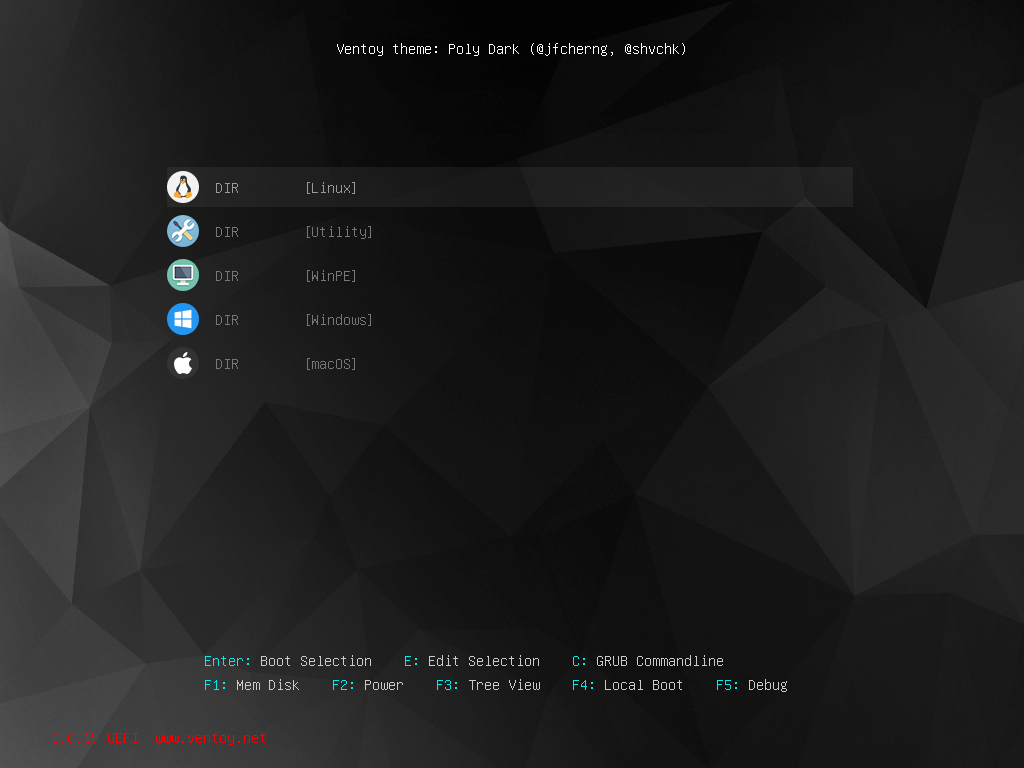 Ventoy theme: Poly Dark (@jfcherng, @shvchk)
DIR [Linux]
DIR [Utility]
DIR [WinPE]
DIR [Windows]
DIR [macOS]
Enter: Boot Selection E: Edit Selection C: GRUB Commandline
F1: Mem Disk F2: Power F3: Tree View F4: Local Boot F5: Debug
UEFI www.ventoy.net